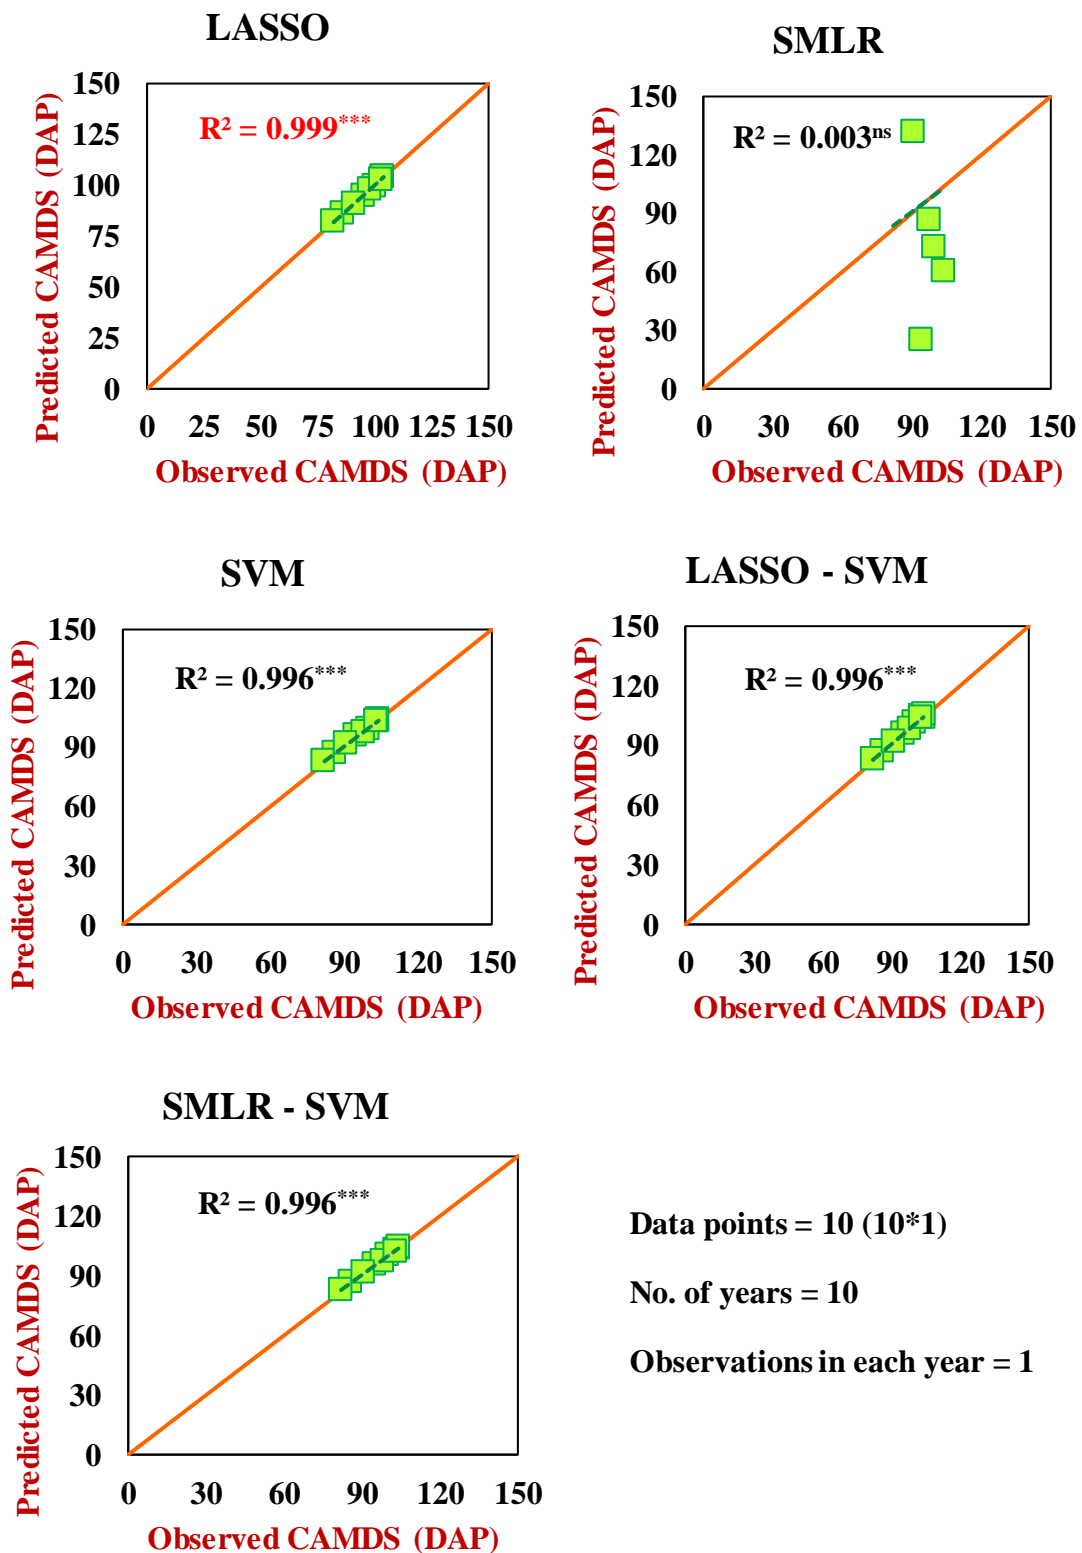 LASSO
Predicted CAMDS (DAP)
150
125
100
75
50
25
0
R² = 0.999***
0 25 50 75 100 125 150
Observed CAMDS (DAP)
SMLR
Predicted CAMDS (DAP)
150
120
90
60
30
0
R² = 0.003ns
0 30 60 90 120 150
Observed CAMDS (DAP)
SVM
Predicted CAMDS (DAP)
150
120
90
60
30
0
R² = 0.996***
0 30 60 90 120 150
Observed CAMDS (DAP)
LASSO - SVM
Predicted CAMDS (DAP)
150
120
90
60
30
0
R² = 0.996***
0 30 60 90 120 150
Observed CAMDS (DAP)
SMLR - SVM
Predicted CAMDS (DAP)
150
120
90
60
30
0
R² = 0.996***
0 30 60 90 120 150
Observed CAMDS (DAP)
Data points = 10 (10*1)
No. of years = 10
Observations in each year = 1